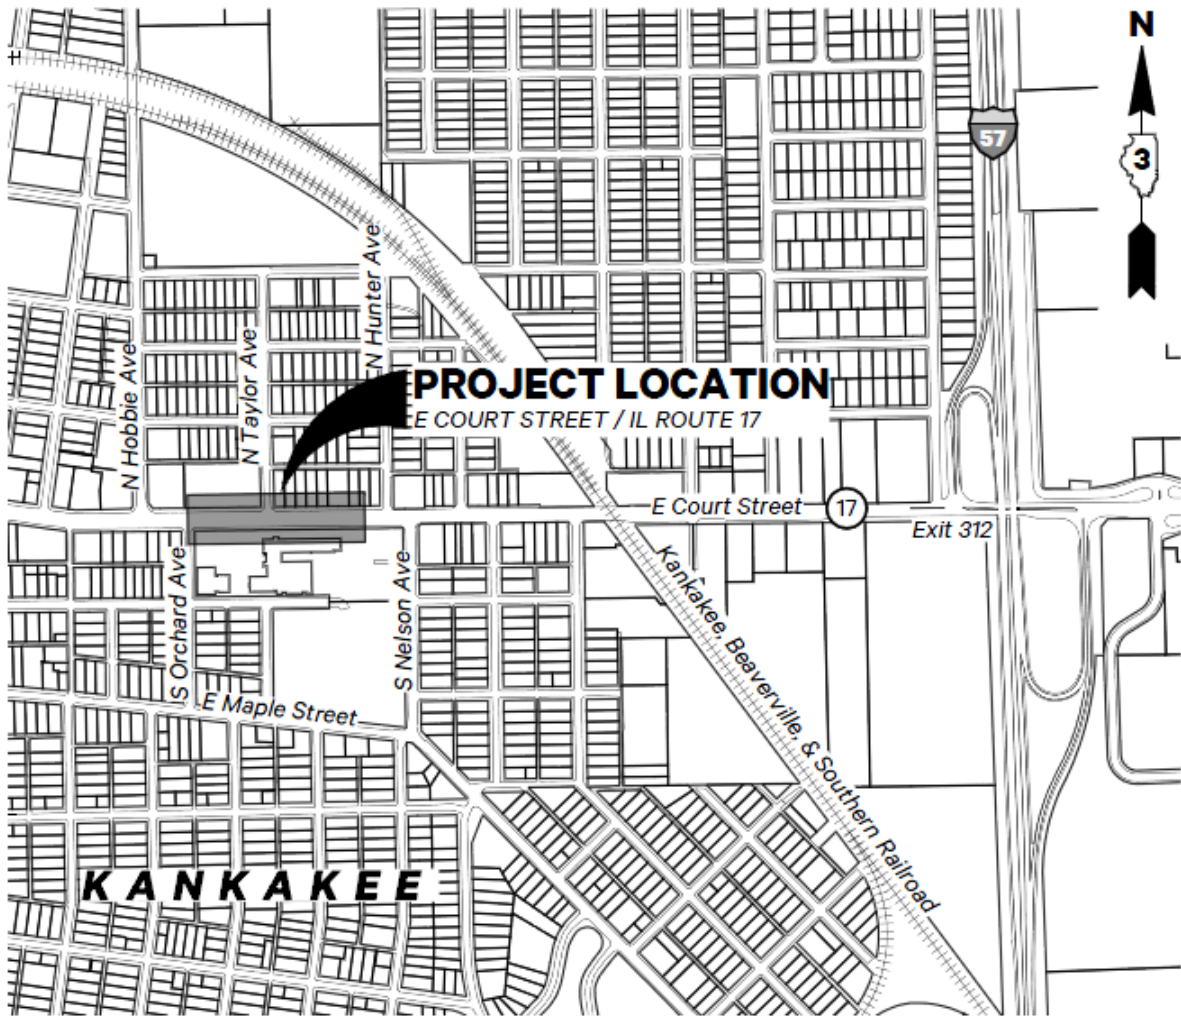 N
57
3
N Hunter Ave
N Taylor Ave
N Hobbie Ave
PROJECT LOCATION
E COURT STREET / IL ROUTE 17
E Court Street
17
Exit 312
S Orchard Ave
S Nelson Ave
Kankakee, Beaverville, & Southern Railroad
E Maple Street
KANKAKEE